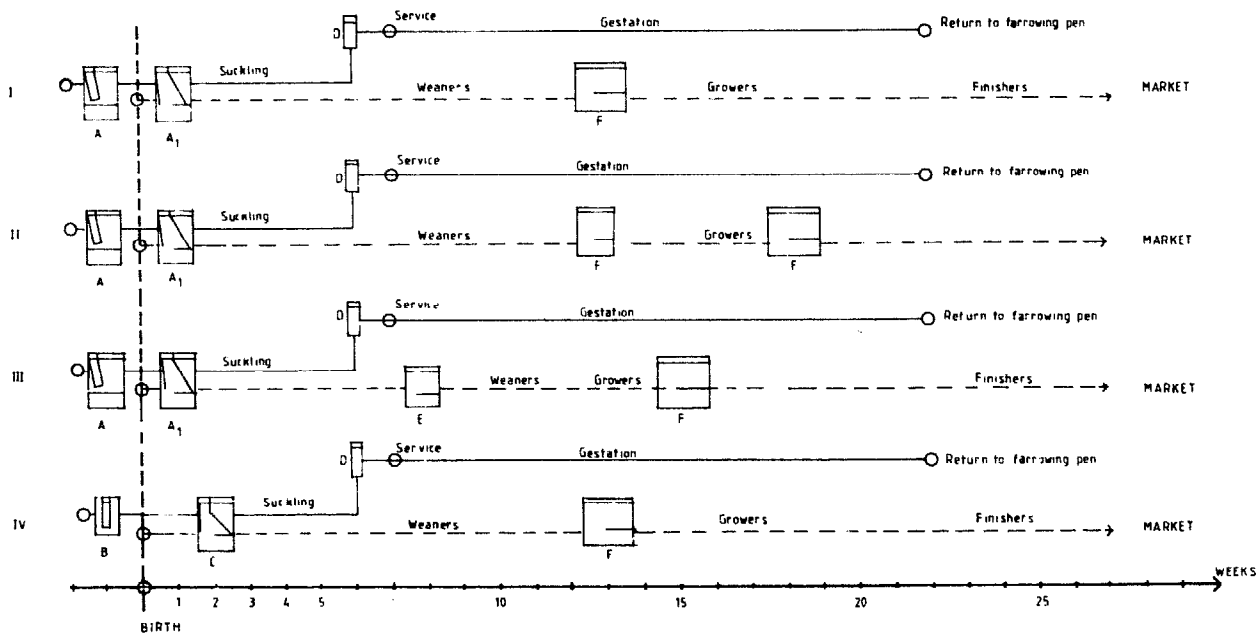 Service Gestation Return to farrowing pen
D
Suckling
I Weaners Growers Finishers MARKET
A A1 F
Service Gestation Return to farrowing pen
D
Suckling
II Weaners Growers MARKET
A A1 F F
Service Gestation Return to farrowing pen
D
Suckling
III Weaners Growers Finishers MARKET
A A1 E F
Service Gestation Return to farrowing pen
D
Suckling
IV Weaners Growers Finishers MARKET
B C F
WEEKS
1 2 3 4 5 10 15 20 25
BIRTH